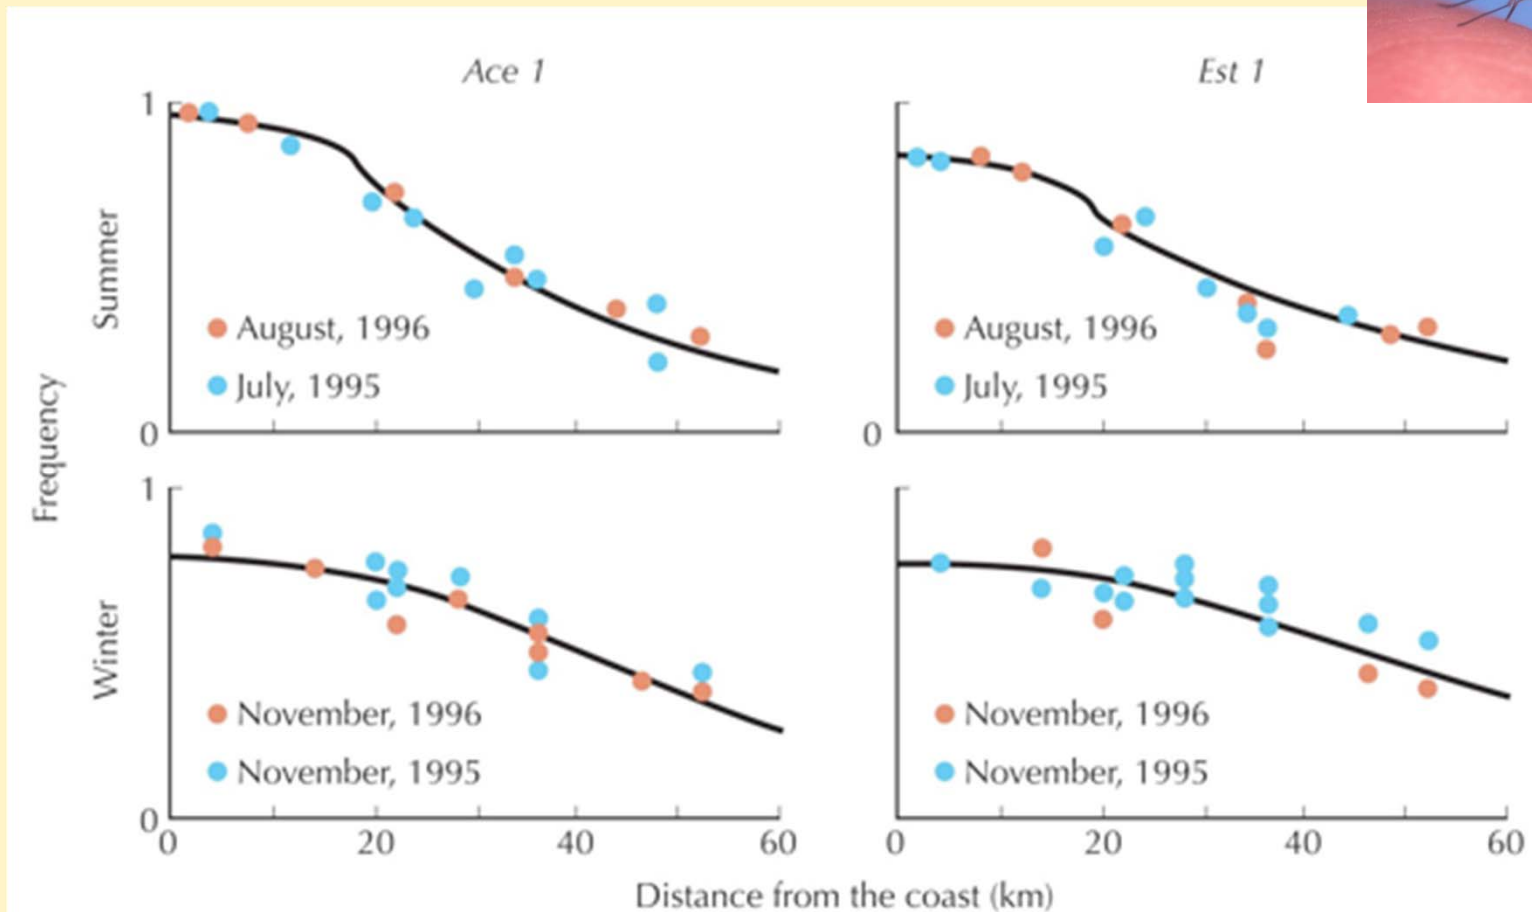 Ace 1
Est 1
Frequency
Summer
1
0
August, 1996
July, 1995
0
August, 1996
July, 1995
Winter
1
0
November, 1996
November, 1995
0 20 40 60
November, 1996
November, 1995
0 20 40 60
Distance from the coast (km)